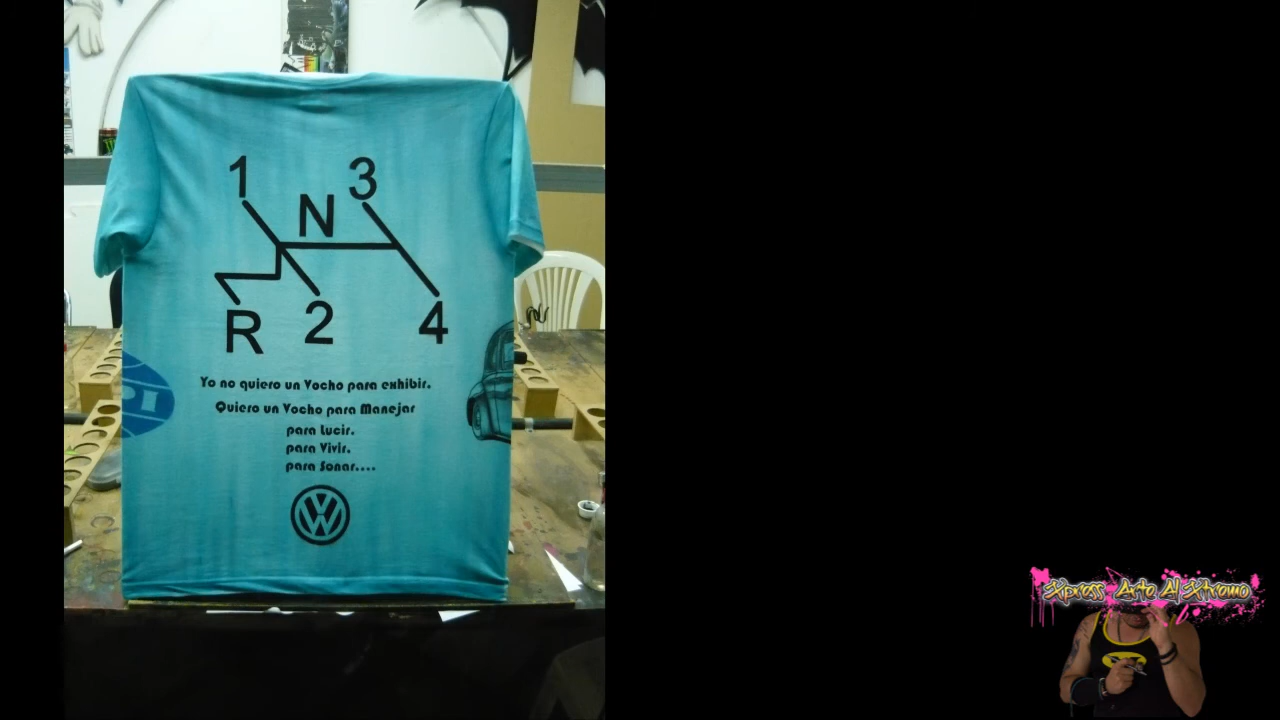 1 3
N
R 2 4
Yo no quiero un Vocho para exhibir.
Quiero un Vocho para Manejar
para Lucir.
para Vivir.
para Sonar....
VW
Xpress Arte Al Xtremo